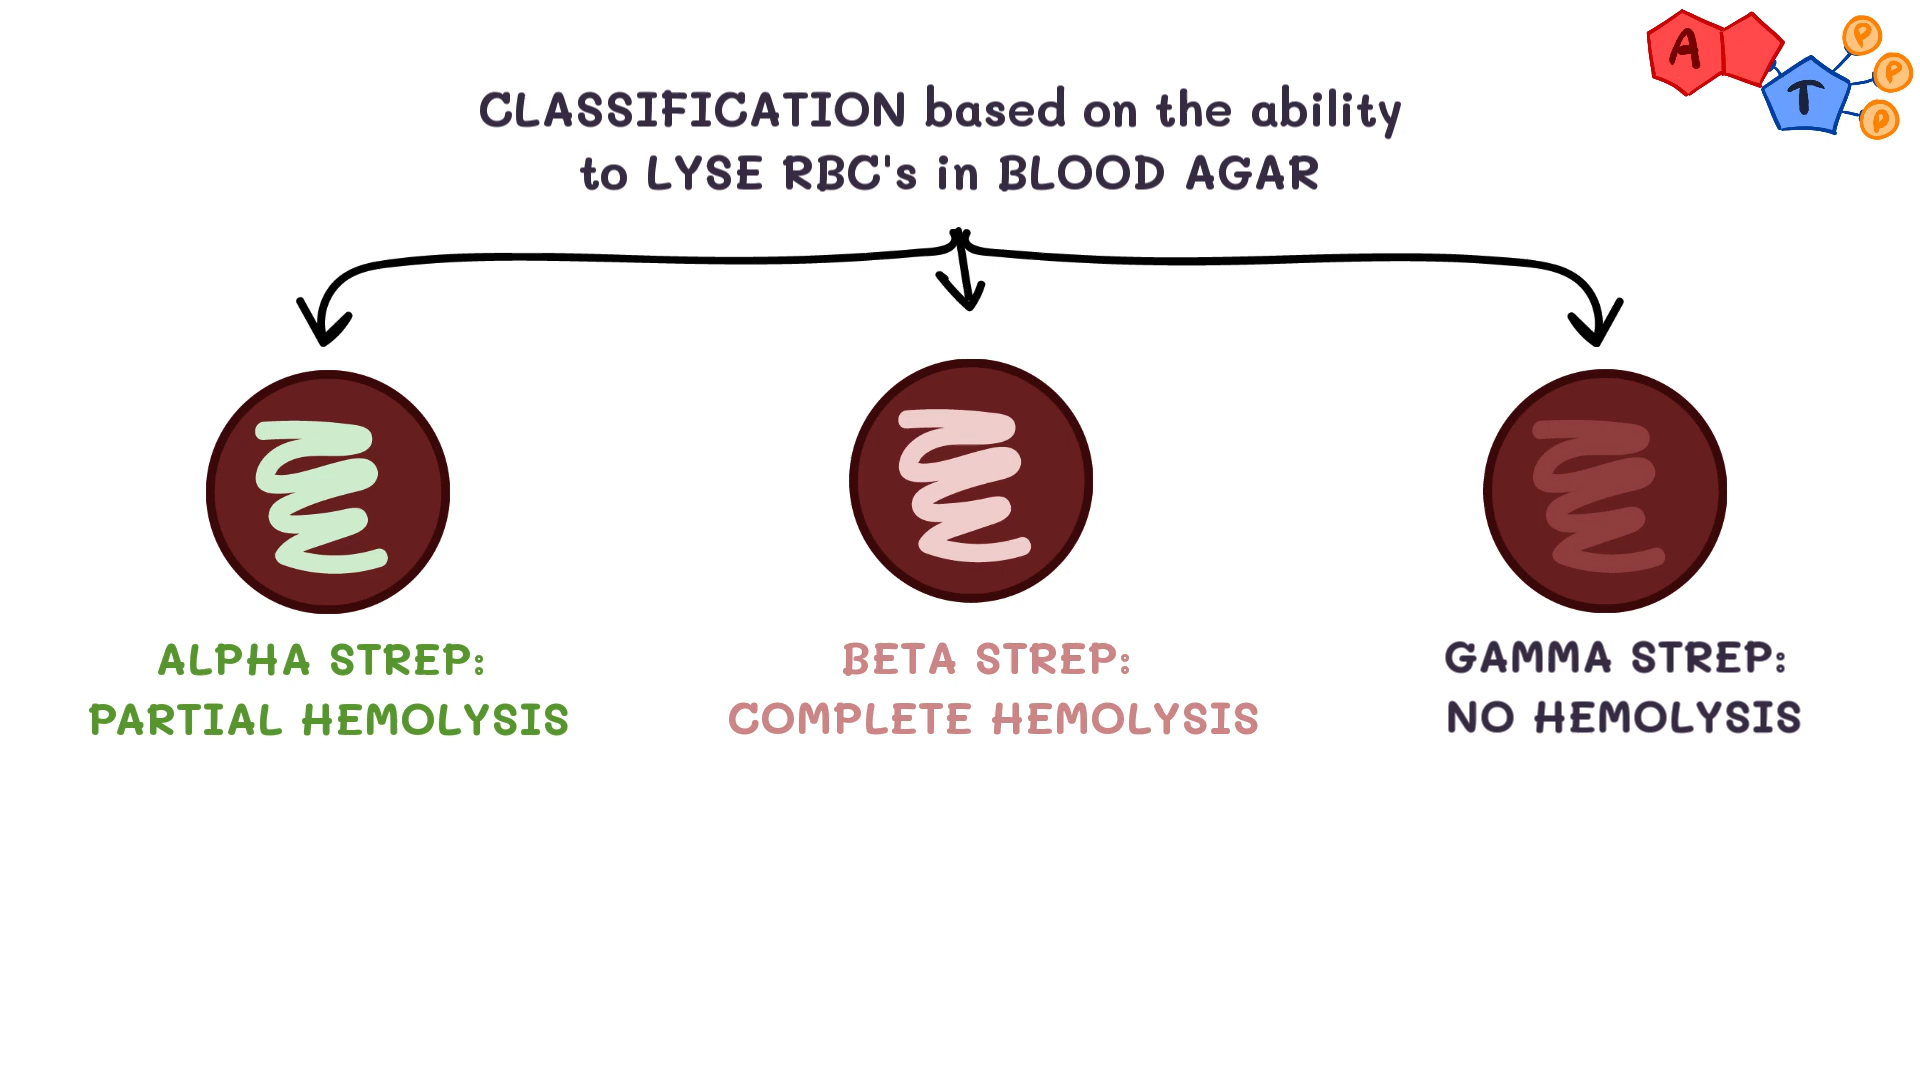 CLASSIFICATION based on the ability
to LYSE RBC's in BLOOD AGAR
A
T
P
P
P
ALPHA STREP:
PARTIAL HEMOLYSIS
BETA STREP:
COMPLETE HEMOLYSIS
GAMMA STREP:
NO HEMOLYSIS